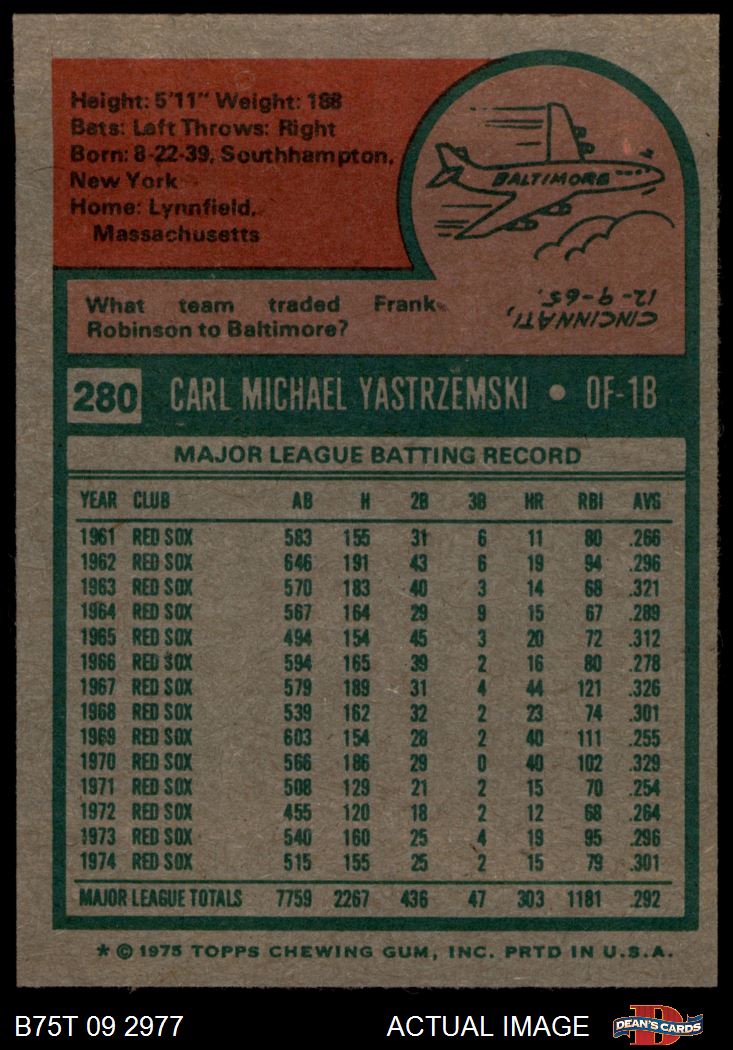 Height: 5'11" Weight: 188
Bats: Left Throws: Right
Born: 8-22-39, Southhampton,
New York
Home: Lynnfield,
Massachusetts
BALTIMORE
What team traded Frank
Robinson to Baltimore?
CINCINNATI,
12-9-65.
280 CARL MICHAEL YASTRZEMSKI • OF-1B
MAJOR LEAGUE BATTING RECORD
YEAR CLUB AB H 2B 3B HR RBI AVG
1961 RED SOX 583 155 31 6 11 80 .266
1962 RED SOX 646 191 43 6 19 94 .296
1963 RED SOX 570 183 40 3 14 68 .321
1964 RED SOX 567 164 29 9 15 67 .289
1965 RED SOX 494 154 45 3 20 72 .312
1966 RED SOX 594 165 39 2 16 80 .278
1967 RED SOX 579 189 31 4 44 121 .326
1968 RED SOX 539 162 32 2 23 74 .301
1969 RED SOX 603 154 28 2 40 111 .255
1970 RED SOX 566 186 29 0 40 102 .329
1971 RED SOX 508 129 21 2 15 70 .254
1972 RED SOX 455 120 18 2 12 68 .264
1973 RED SOX 540 160 25 4 19 95 .296
1974 RED SOX 515 155 25 2 15 79 .301
MAJOR LEAGUE TOTALS 7759 2267 436 47 303 1181 .292
* © 1975 TOPPS CHEWING GUM, INC. PRTD IN U.S.A.
B75T 09 2977 ACTUAL IMAGE DEAN'S CARDS